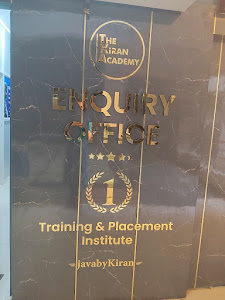 THE
KIRAN
ACADEMY
ENQUIRY
OFFICE
1
Training & Placement
Institute
javabyKiran